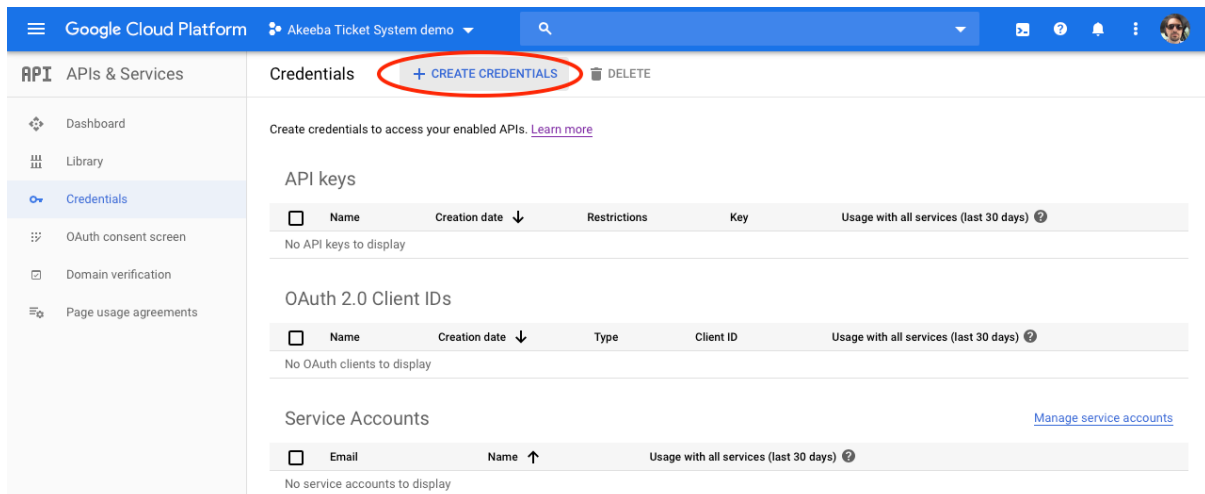 Google Cloud Platform Akeeba Ticket System demo
API APIs & Services Credentials + CREATE CREDENTIALS DELETE
Dashboard
Library
Credentials
OAuth consent screen
Domain verification
Page usage agreements
Create credentials to access your enabled APIs. Learn more
API keys
Name Creation date Restrictions Key Usage with all services (last 30 days)
No API keys to display
OAuth 2.0 Client IDs
Name Creation date Type Client ID Usage with all services (last 30 days)
No OAuth clients to display
Service Accounts Manage service accounts
Email Name Usage with all services (last 30 days)
No service accounts to display